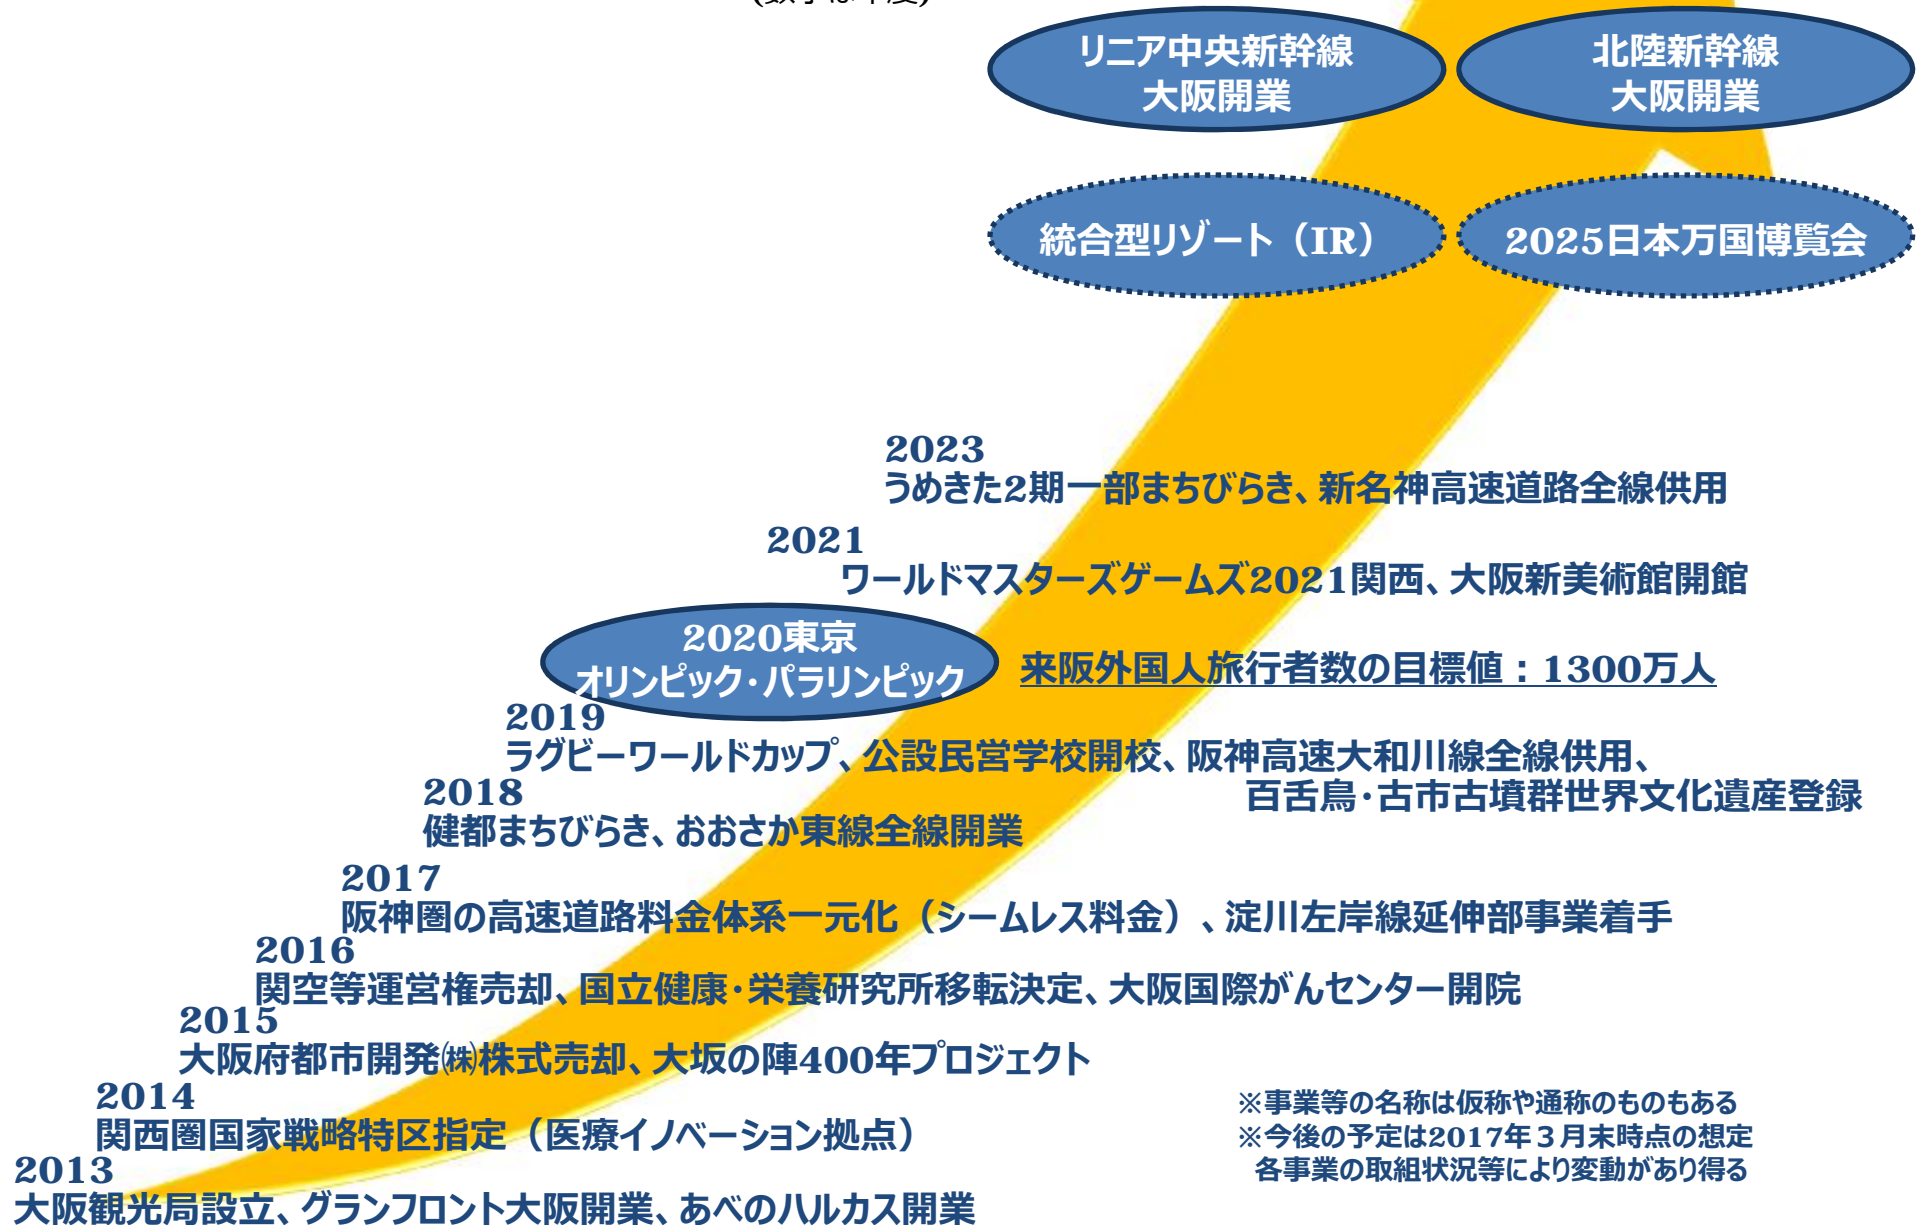 (数字は年度)
リニア中央新幹線
大阪開業
北陸新幹線
大阪開業
統合型リゾート（IR）
2025日本万国博覧会
2023
うめきた2期一部まちびらき、新名神高速道路全線供用
2021
ワールドマスターズゲームズ2021関西、大阪新美術館開館
2020東京
オリンピック・パラリンピック
来阪外国人旅行者数の目標値：1300万人
2019
ラグビーワールドカップ、公設民営学校開校、阪神高速大和川線全線供用、
百舌鳥・古市古墳群世界文化遺産登録
2018
健都まちびらき、おおさか東線全線開業
2017
阪神圏の高速道路料金体系一元化（シームレス料金）、淀川左岸線延伸部事業着手
2016
関空等運営権売却、国立健康・栄養研究所移転決定、大阪国際がんセンター開院
2015
大阪府都市開発㈱株式売却、大坂の陣400年プロジェクト
2014
関西圏国家戦略特区指定（医療イノベーション拠点）
2013
大阪観光局設立、グランフロント大阪開業、あべのハルカス開業
※事業等の名称は仮称や通称のものもある
※今後の予定は2017年３月末時点の想定
各事業の取組状況等により変動があり得る